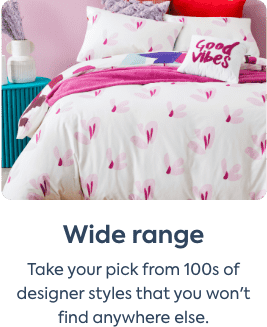 Good
Vibes
Wide range
Take your pick from 100s of
designer styles that you won't
find anywhere else.